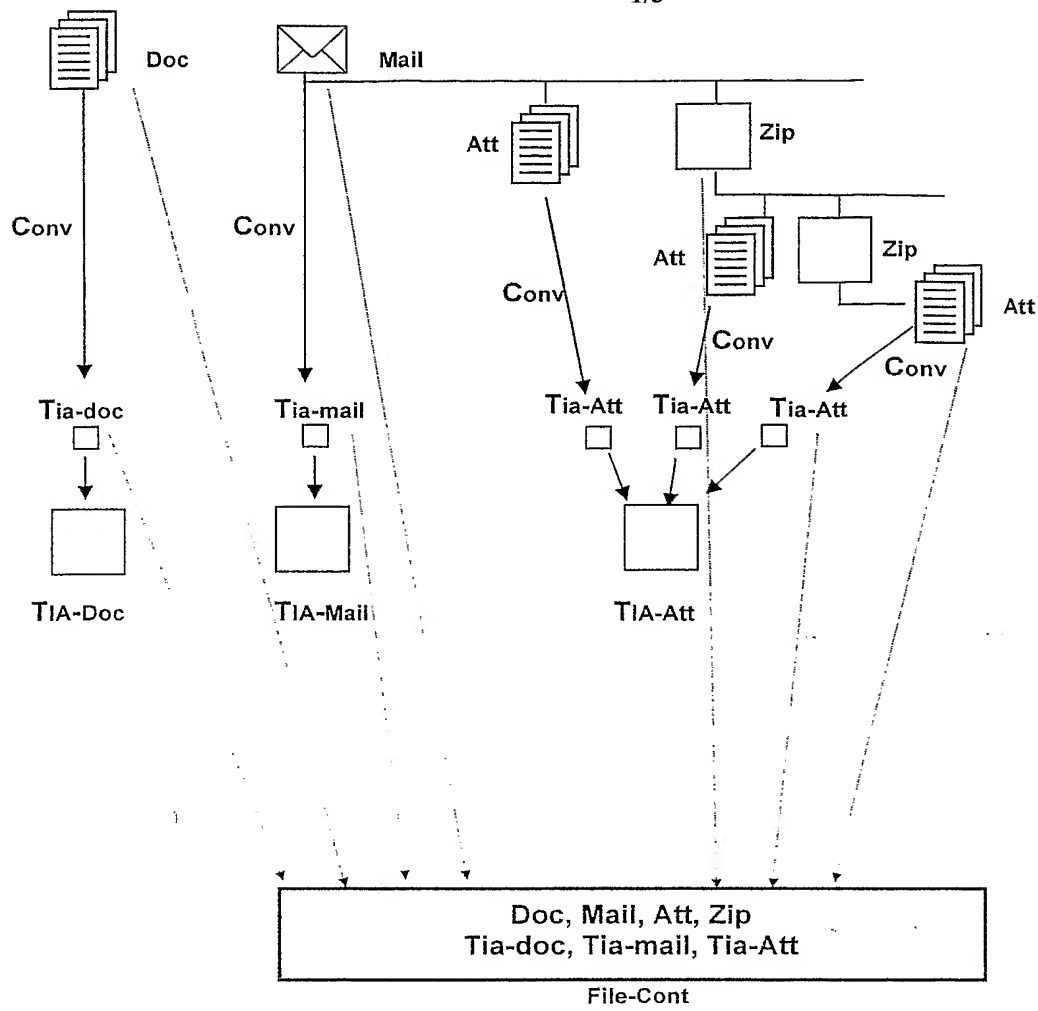 Doc
Mail
Att
Zip
Conv
Conv
Att
Zip
Conv
Att
Conv
Conv
Tia-doc
Tia-mail
Tia-Att
Tia-Att
Tia-Att
TIA-Doc
TIA-Mail
TIA-Att
Doc, Mail, Att, Zip
Tia-doc, Tia-mail, Tia-Att
File-Cont